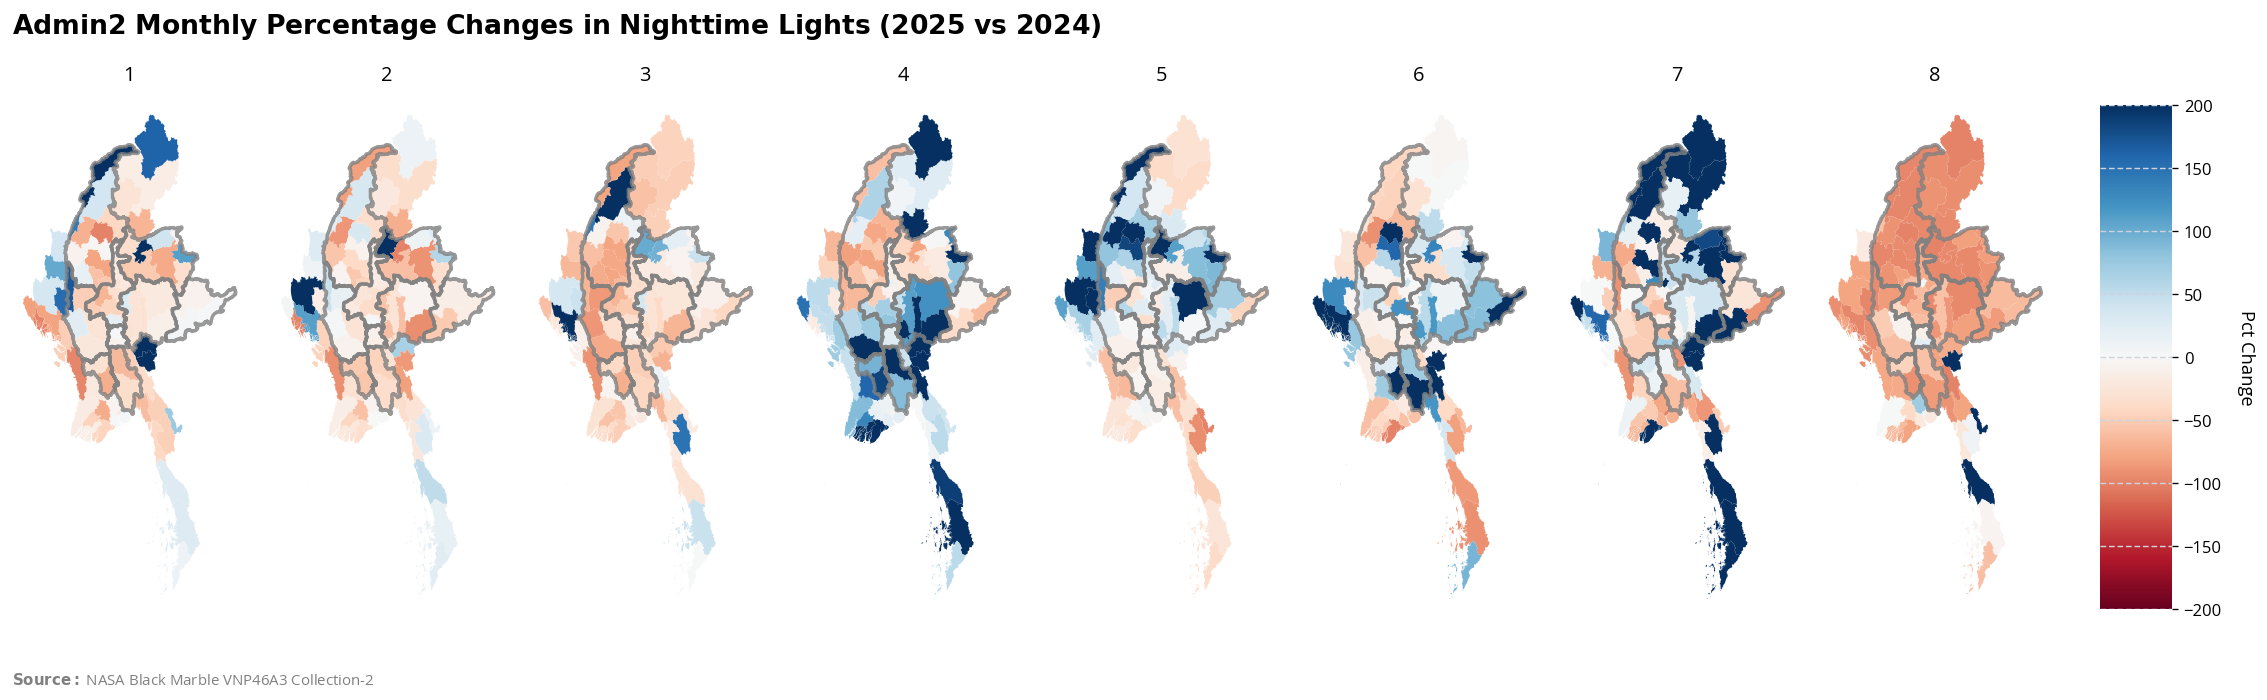 Admin2 Monthly Percentage Changes in Nighttime Lights (2025 vs 2024)
1 2 3 4 5 6 7 8
200
150
100
50
0
−50
−100
−150
−200
Pct Change
Source: NASA Black Marble VNP46A3 Collection-2